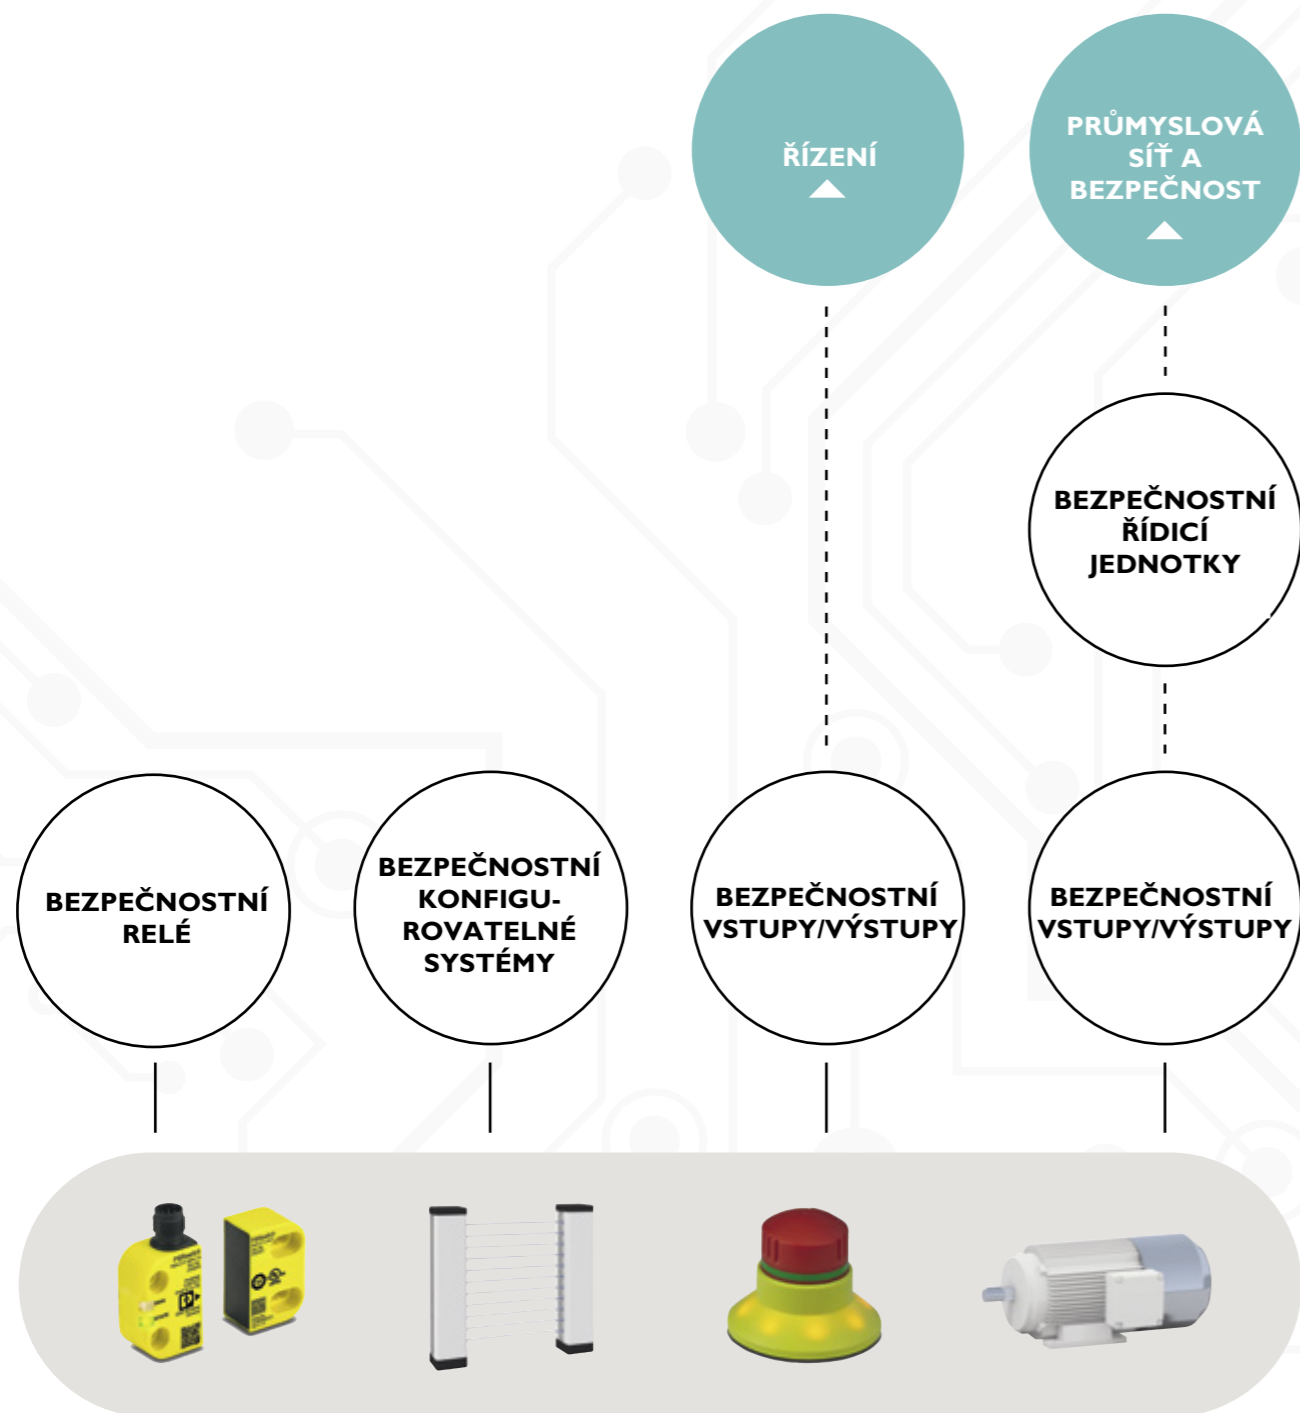 ŘÍZENÍ
PRŮMYSLOVÁ
SÍŤ A
BEZPEČNOST
BEZPEČNOSTNÍ
ŘÍDICÍ
JEDNOTKY
BEZPEČNOSTNÍ
RELÉ
BEZPEČNOSTNÍ
KONFIGU-
ROVATELNÉ
SYSTÉMY
BEZPEČNOSTNÍ
VSTUPY/VÝSTUPY
BEZPEČNOSTNÍ
VSTUPY/VÝSTUPY